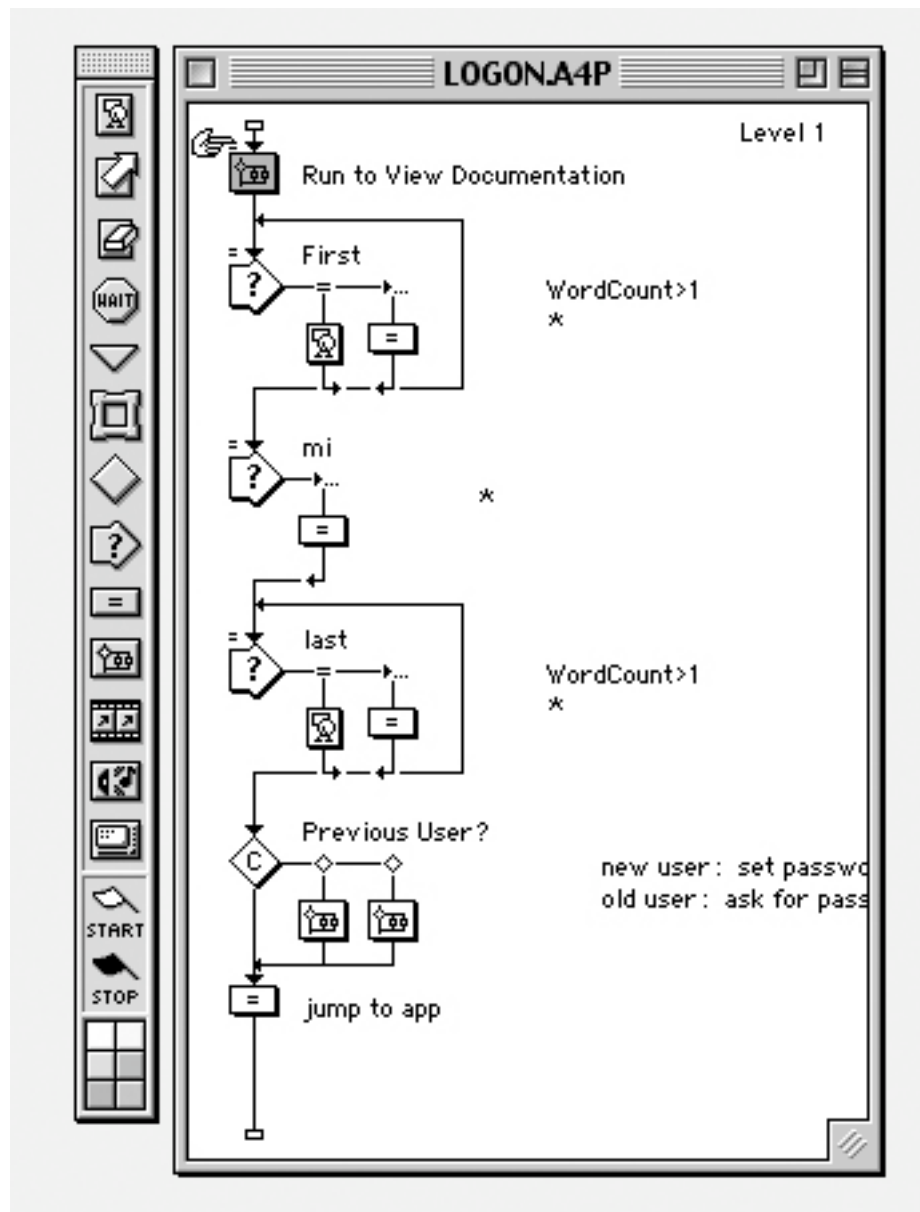 LOGON.A4P
Level 1
Run to View Documentation
First
WordCount>1
*
mi
*
last
WordCount>1
*
Previous User?
new user: set passwo
old user: ask for pass
jump to app
WAIT
START
STOP